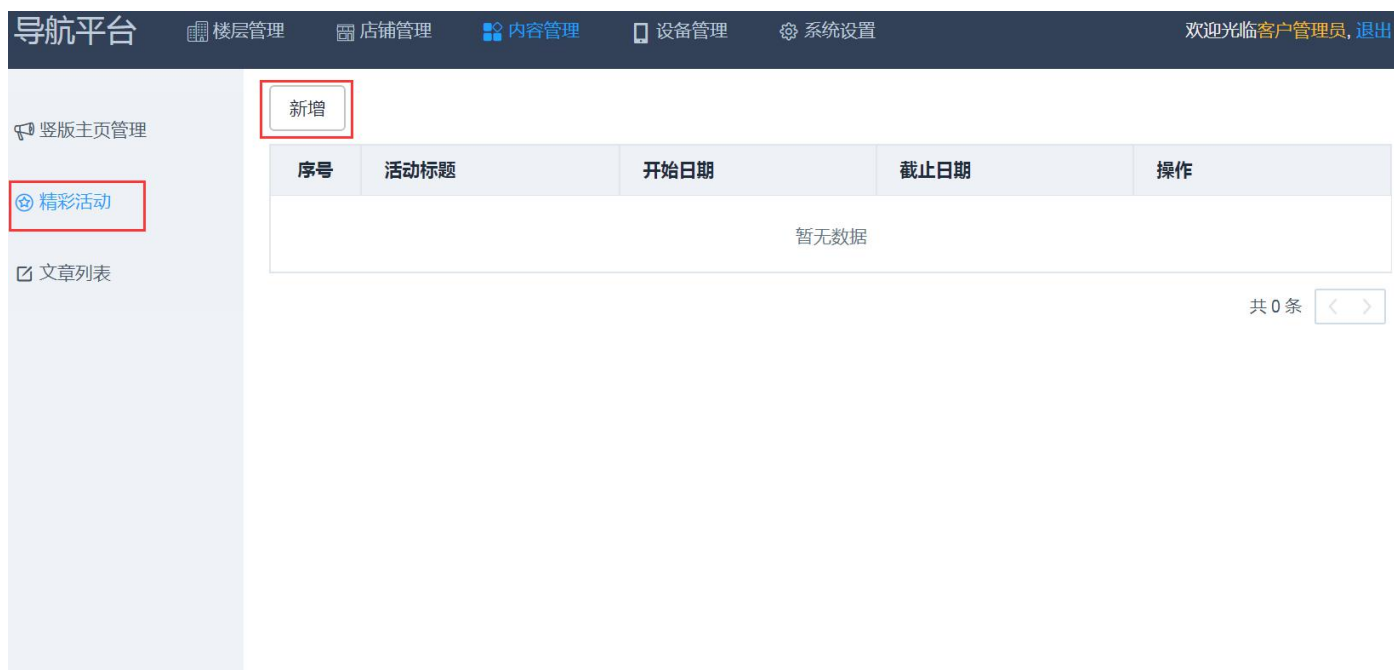 导航平台 楼层管理 店铺管理 内容管理 设备管理 系统设置 欢迎光临客户管理员, 退出
新增
竖版主页管理
序号 活动标题 开始日期 截止日期 操作
精彩活动
暂无数据
文章列表
共 0 条